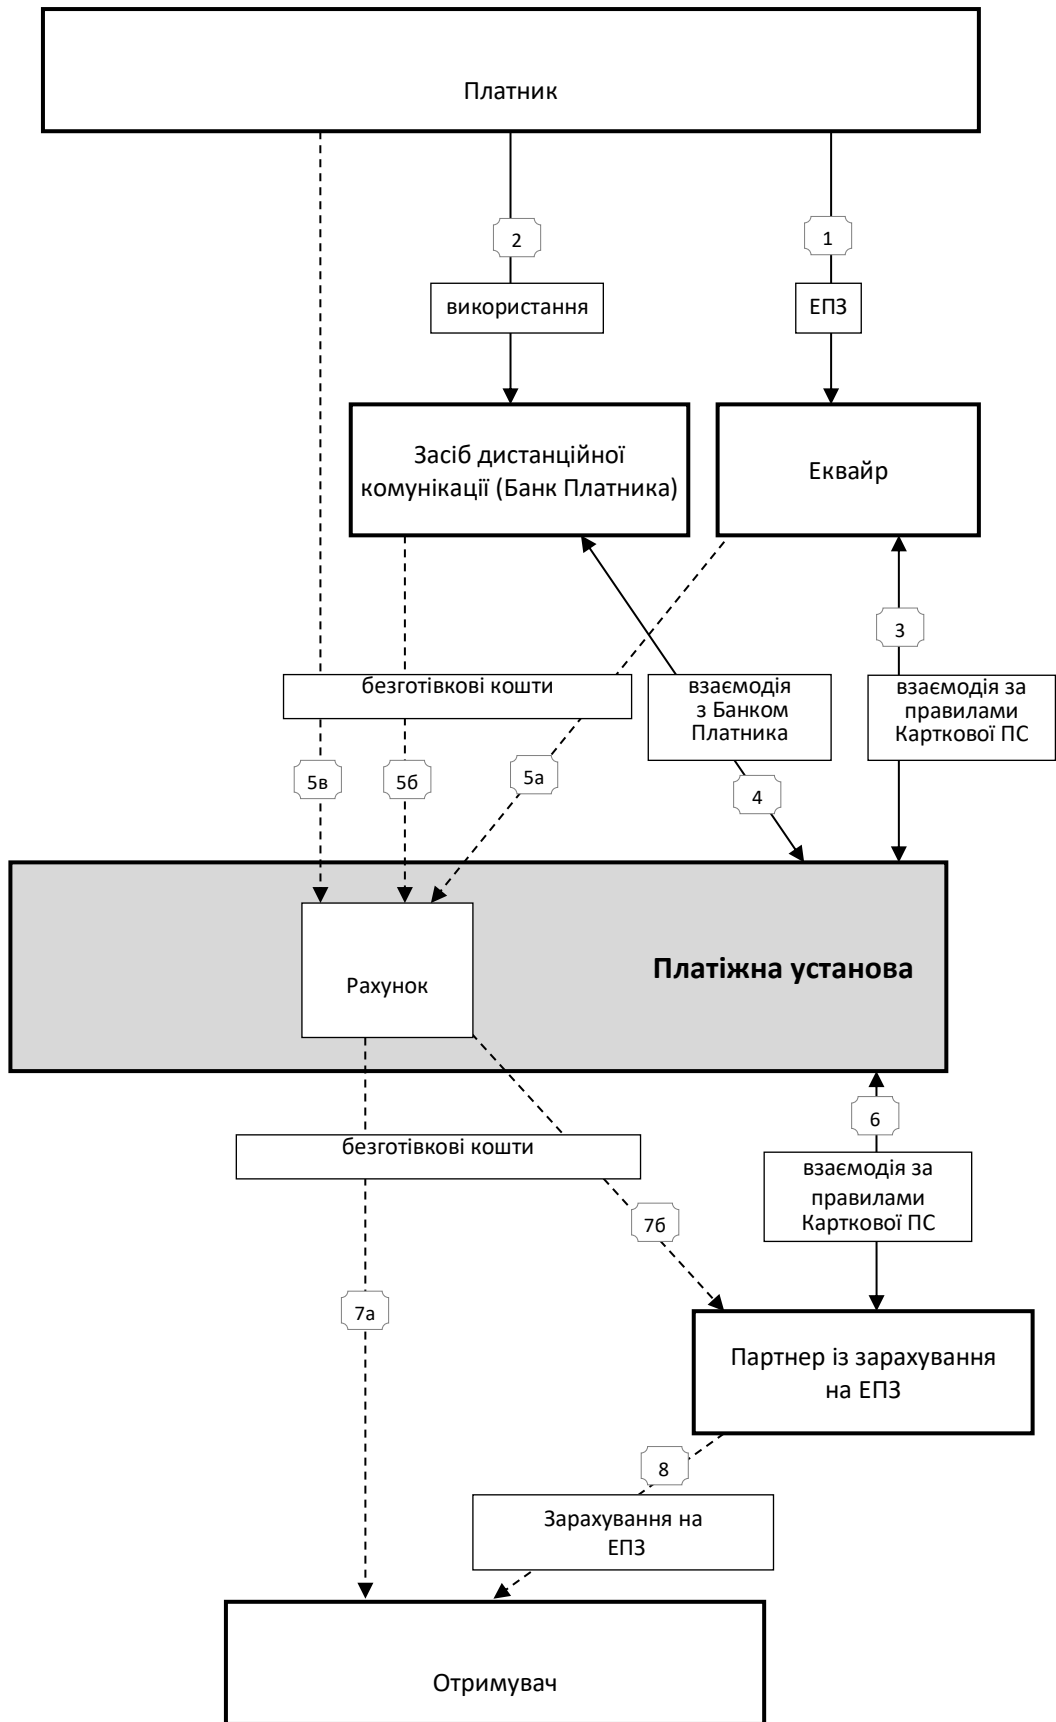 Платник
2
1
використання
ЕПЗ
Засіб дистанційної
комунікації (Банк Платника)
Еквайр
3
безготівкові кошти
взаємодія
з Банком
Платника
взаємодія за
правилами
Карткової ПС
5в
5б
5а
4
Рахунок
Платіжна установа
6
безготівкові кошти
взаємодія за
правилами
Карткової ПС
7б
7а
Партнер із зарахування
на ЕПЗ
8
Зарахування на
ЕПЗ
Отримувач